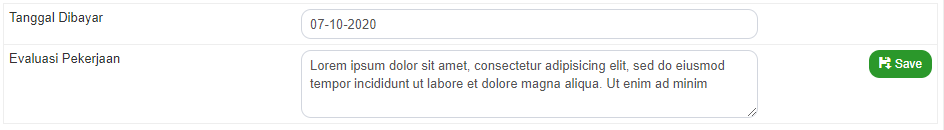 Tanggal Dibayar
07-10-2020
Evaluasi Pekerjaan
Lorem ipsum dolor sit amet, consectetur adipisicing elit, sed do eiusmod
tempor incididunt ut labore et dolore magna aliqua. Ut enim ad minim
Save